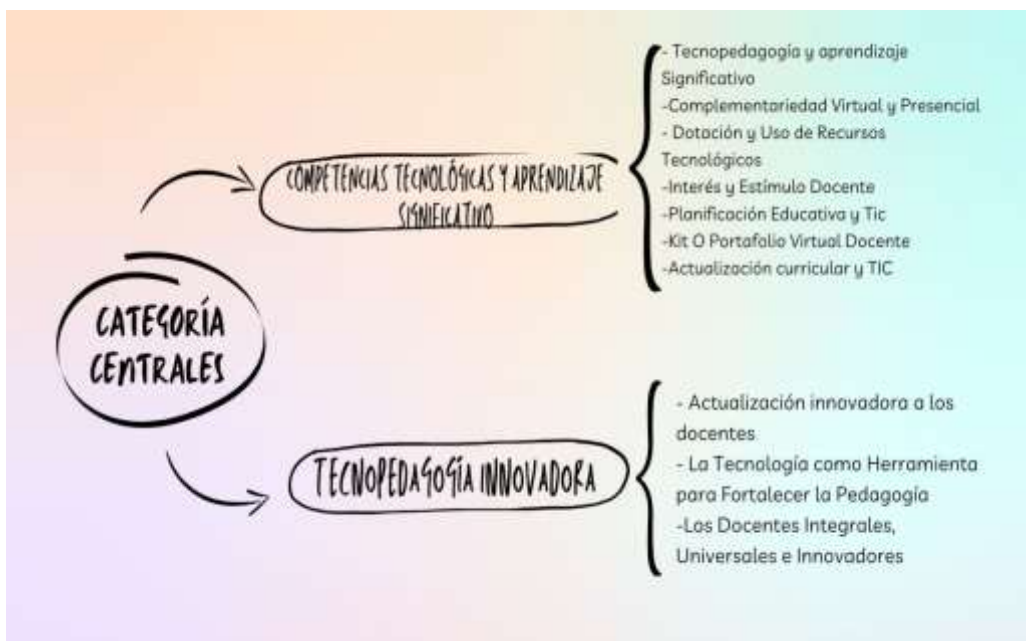 CATEGORÍA
CENTRALES
COMPETENCIAS TECNOLÓGICAS Y APRENDIZAJE
SIGNIFICATIVO
- Tecnopedagogía y aprendizaje
Significativo
-Complementariedad Virtual y Presencial
- Dotación y Uso de Recursos
Tecnológicos
-Interés y Estímulo Docente
-Planificación Educativa y Tic
-Kit O Portafolio Virtual Docente
-Actualización curricular y TIC
TECNOPEDAGOGÍA INNOVADORA
- Actualización innovadora a los
docentes
- La Tecnología como Herramienta
para Fortalecer la Pedagogía
-Los Docentes Integrales,
Universales e Innovadores